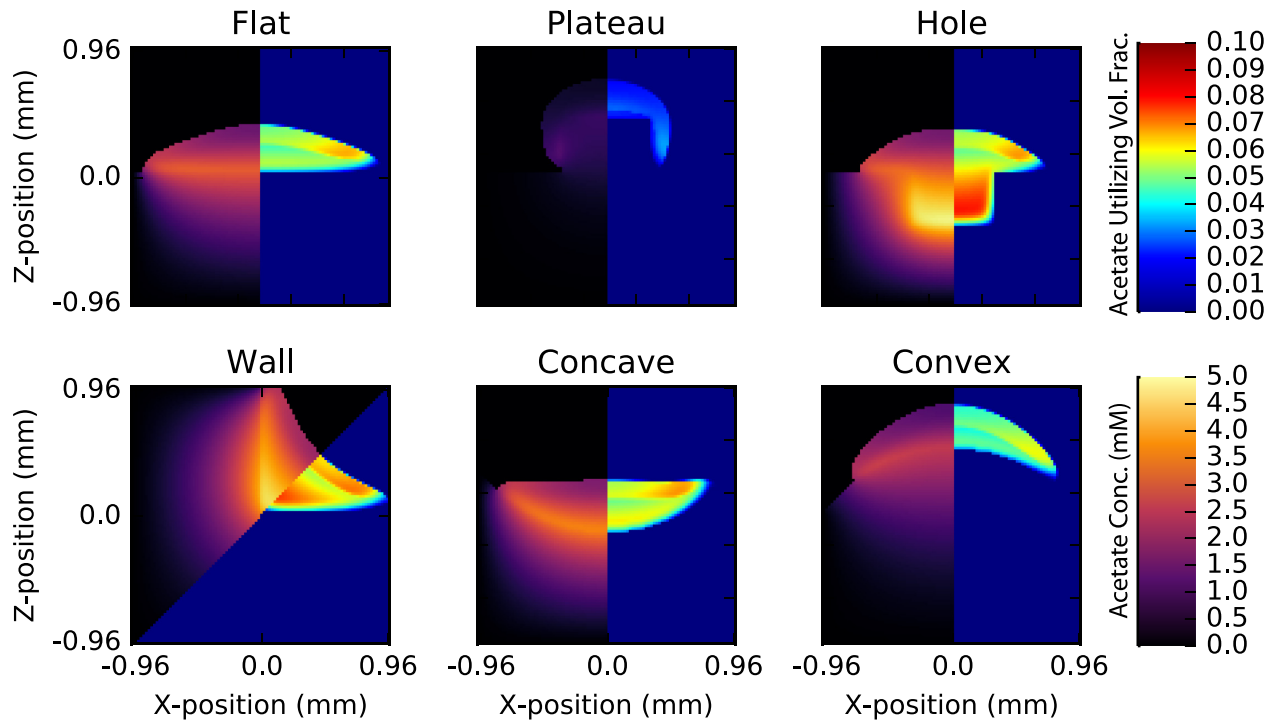 Flat
Plateau
Hole
0.96
0.0
-0.96
Z-position (mm)
Acetate Utilizing Vol. Frac.
0.10
0.09
0.08
0.07
0.06
0.05
0.04
0.03
0.02
0.01
0.00
Wall
Concave
Convex
0.96
0.0
-0.96
Z-position (mm)
-0.96 0.0 0.96
-0.96 0.0 0.96
-0.96 0.0 0.96
X-position (mm)
X-position (mm)
X-position (mm)
Acetate Conc. (mM)
5.0
4.5
4.0
3.5
3.0
2.5
2.0
1.5
1.0
0.5
0.0